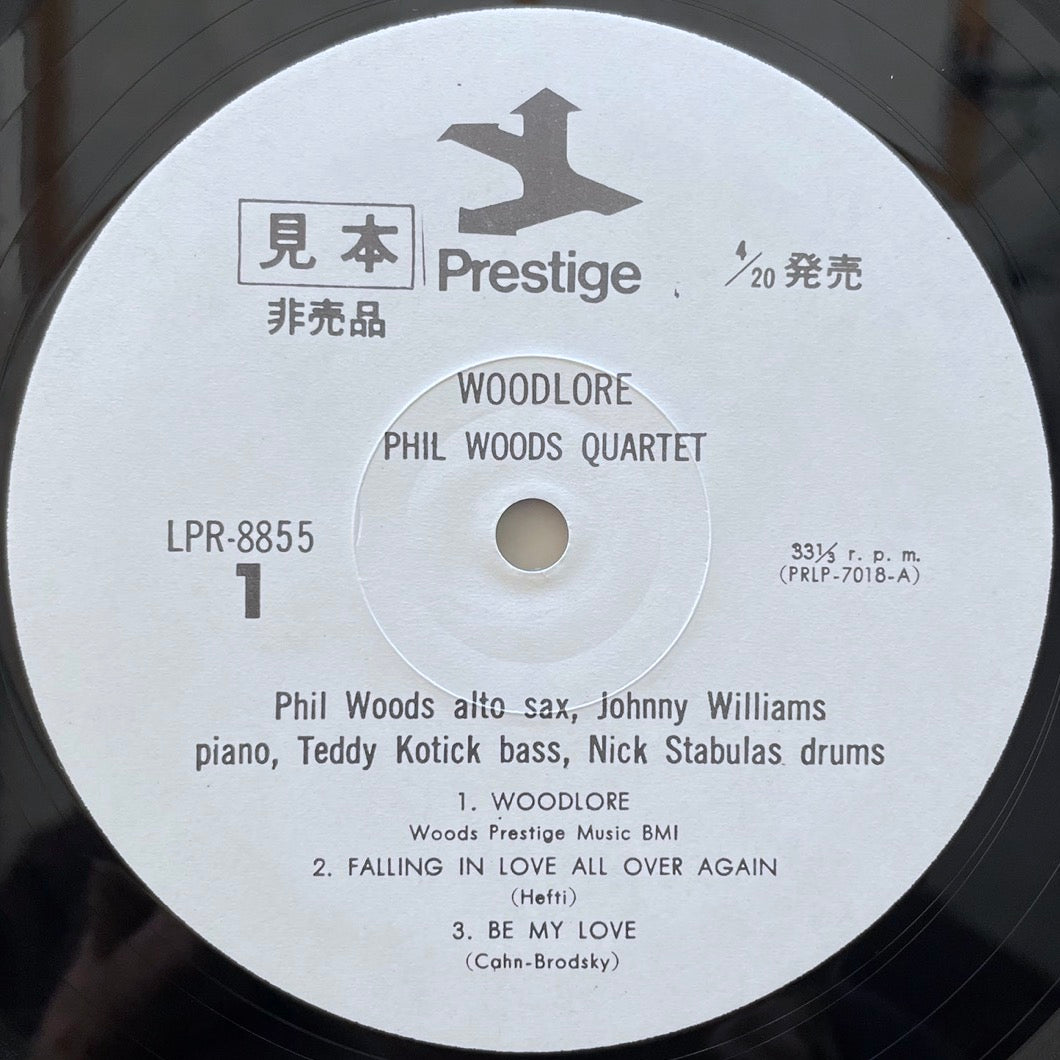 見本
非売品
Prestige
4/20 発売
WOODLORE
PHIL WOODS QUARTET
LPR-8855
1
33⅓ r. p. m.
(PRLP-7018-A)
Phil Woods alto sax, Johnny Williams
piano, Teddy Kotick bass, Nick Stabulas drums
1. WOODLORE
Woods Prestige Music BMI
2. FALLING IN LOVE ALL OVER AGAIN
(Hefti)
3. BE MY LOVE
(Cahn-Brodsky)